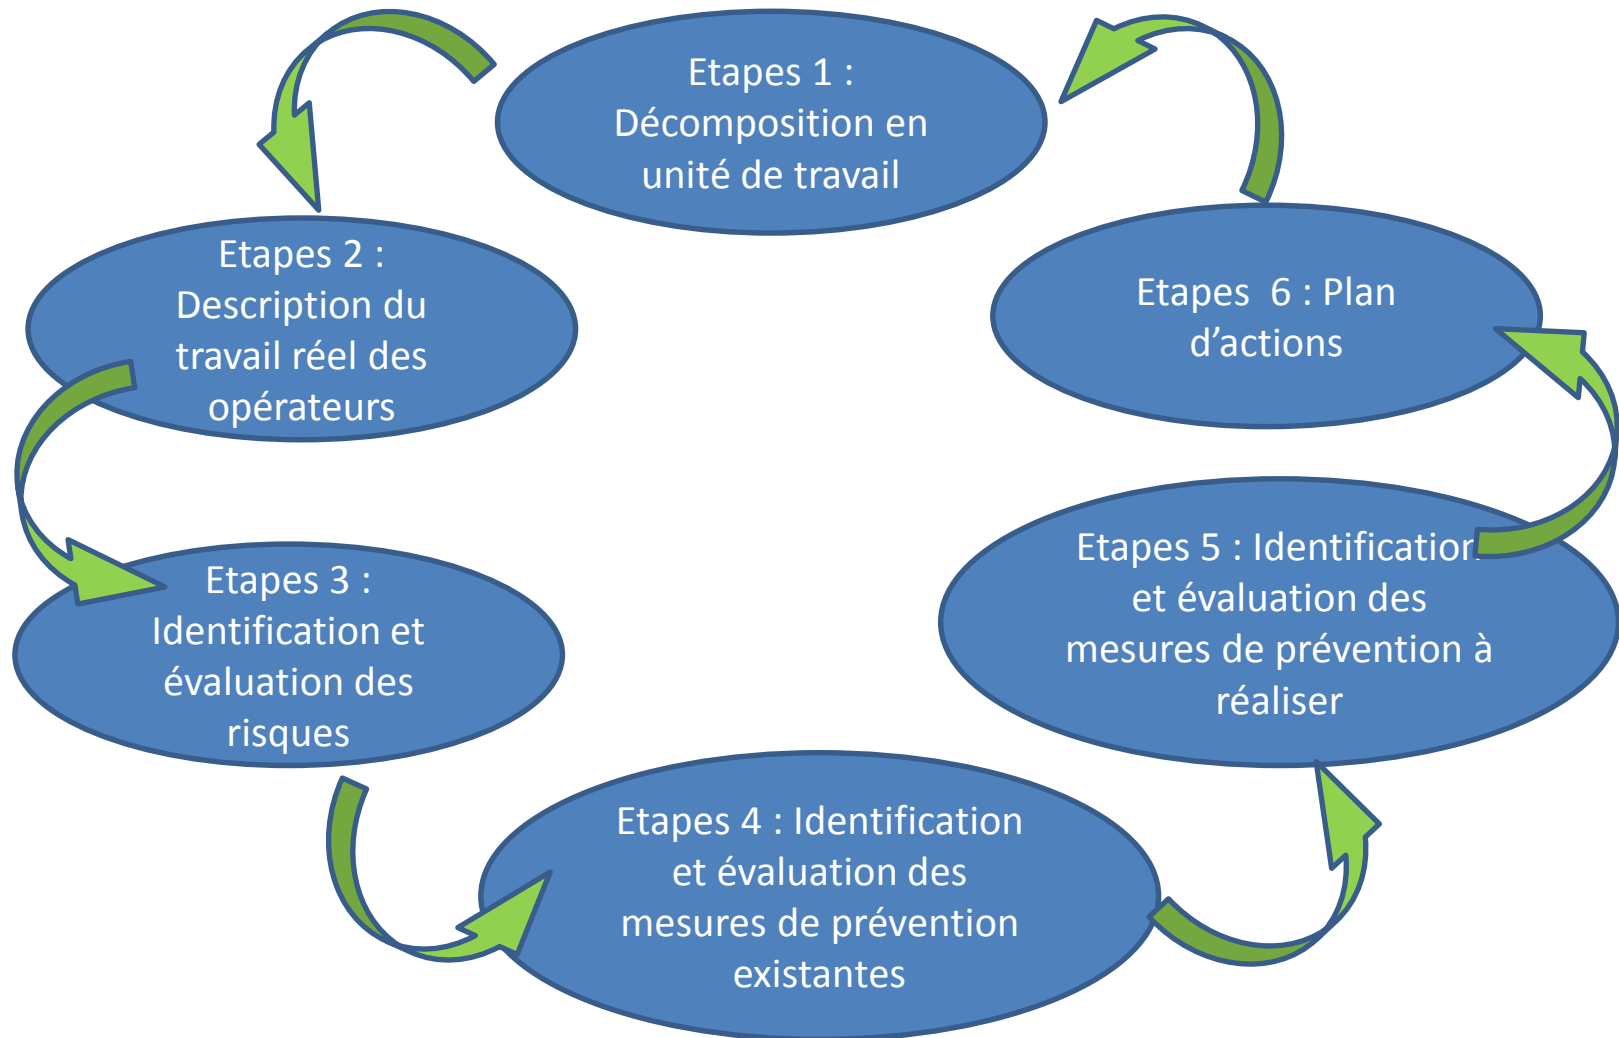 Etapes 1 :
Décomposition en
unité de travail
Etapes 2 :
Description du
travail réel des
opérateurs
Etapes 3 :
Identification et
évaluation des
risques
Etapes 4 : Identification
et évaluation des
mesures de prévention
existantes
Etapes 5 : Identification
et évaluation des
mesures de prévention à
réaliser
Etapes  6 : Plan
d’actions